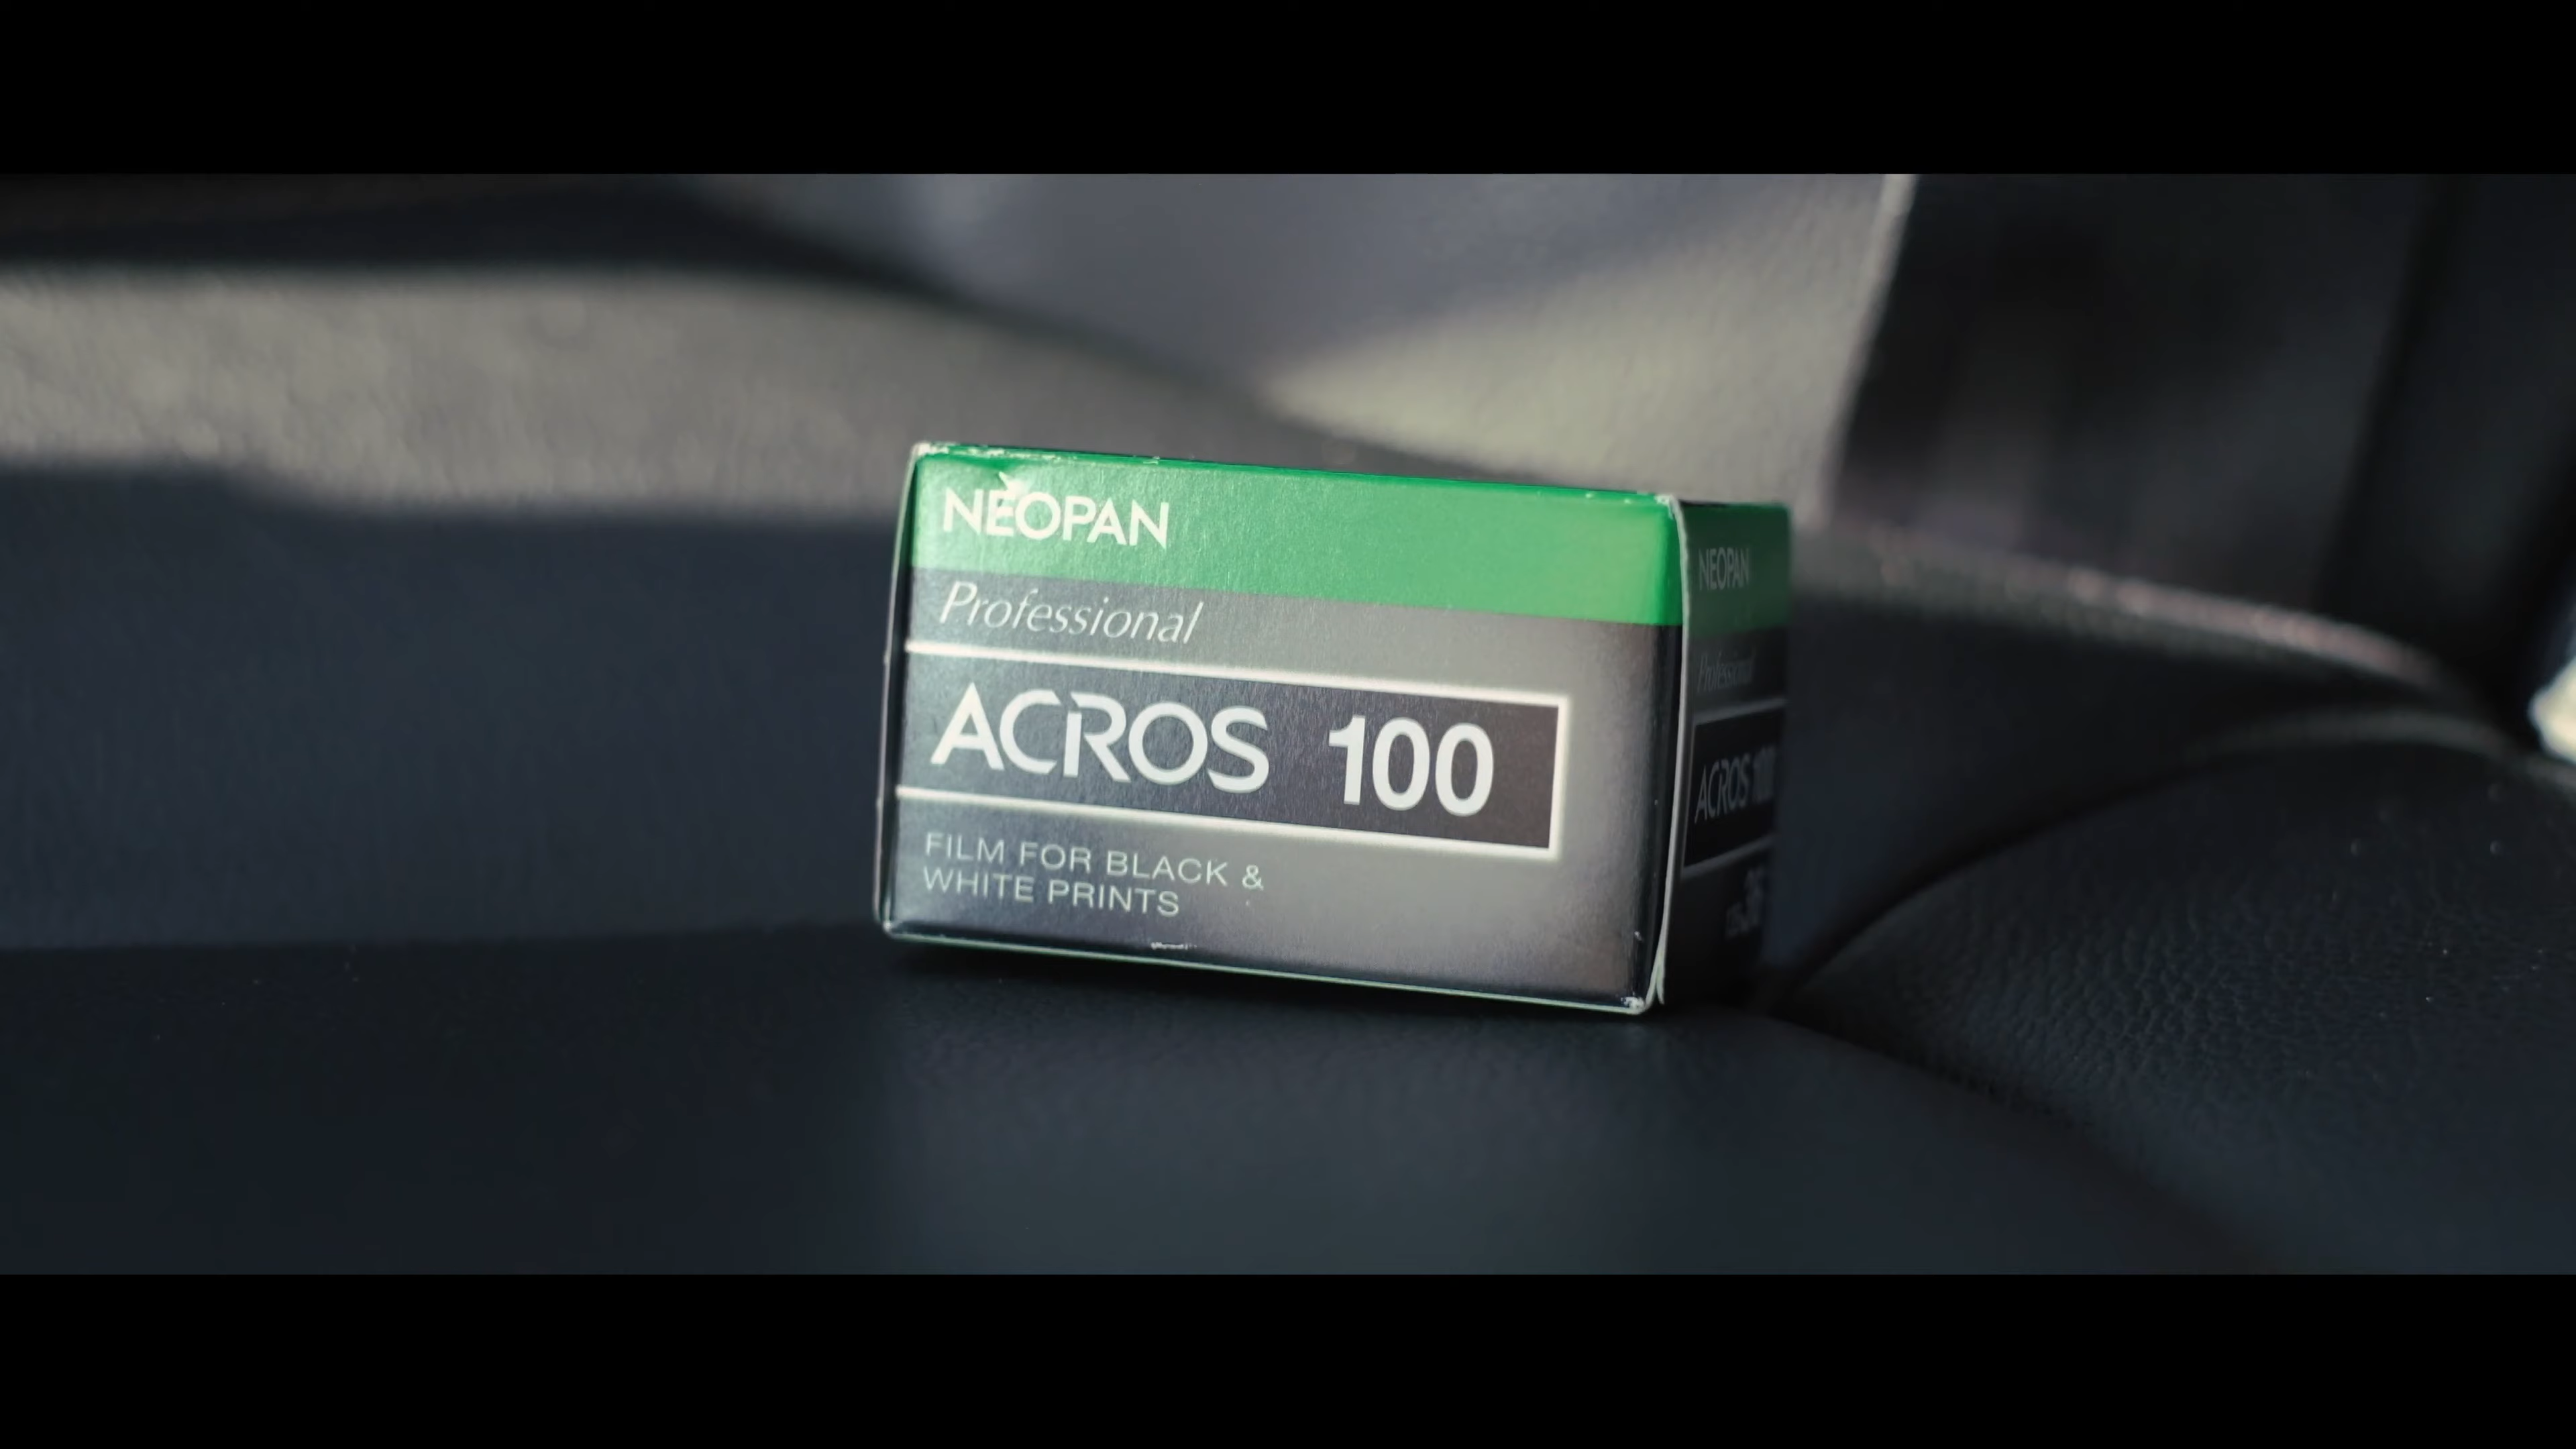 NEOPAN
Professional
ACROS 100
FILM FOR BLACK &
WHITE PRINTS
NEOPAN
Professional
ACROS 100